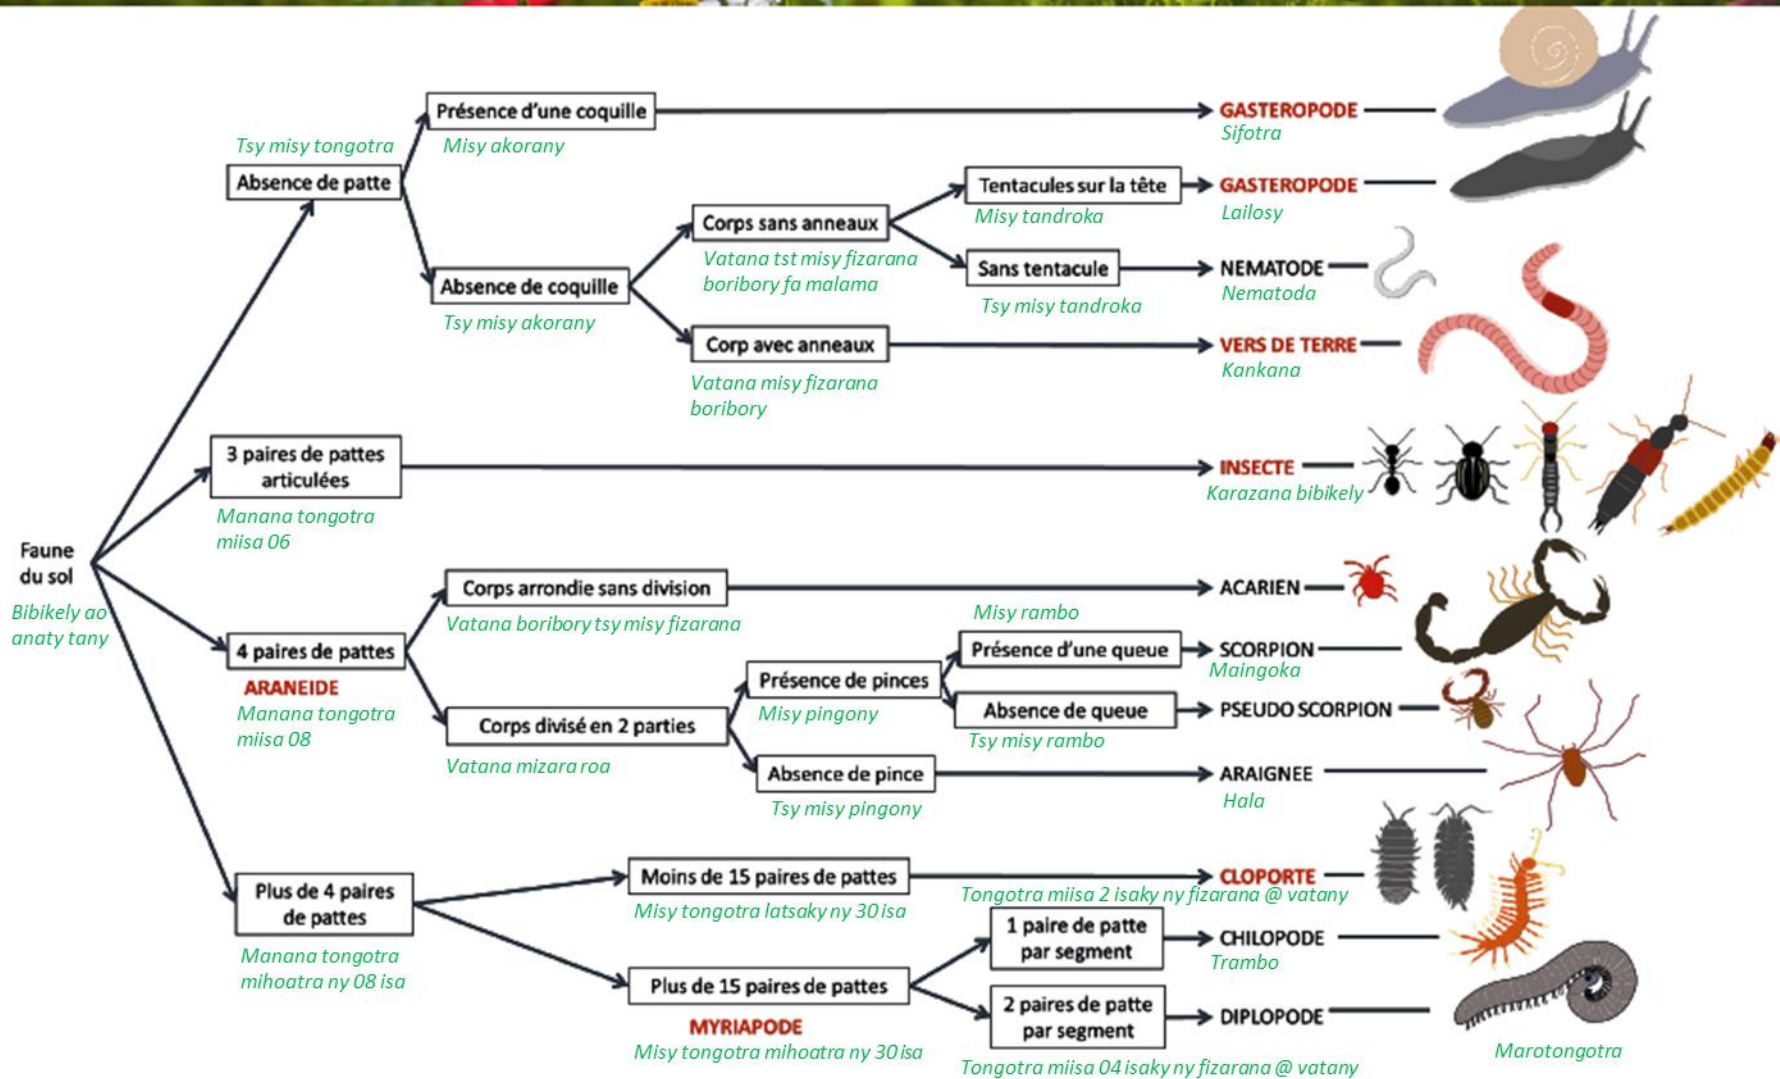 Présence d'une coquille
Misy akorany
GASTEROPODE
Sifotra
Tsy misy tongotra
Absence de patte
Tentacules sur la tête
Misy tandroka
GASTEROPODE
Lailosy
Corps sans anneaux
Vatana tst misy fizarana
boribory fa malama
Sans tentacule
Tsy misy tandroka
NEMATODE
Nematoda
Absence de coquille
Tsy misy akorany
Corp avec anneaux
Vatana misy fizarana
boribory
VERS DE TERRE
Kankana
3 paires de pattes
articulées
Manana tongotra
miisa 06
INSECTE
Karazana bibikely
Faune
du sol
Bibikely ao
anaty tany
Corps arrondie sans division
Vatana boribory tsy misy fizarana
ACARIEN
4 paires de pattes
ARANEIDE
Manana tongotra
miisa 08
Misy rambo
Présence d'une queue
SCORPION
Maingoka
Présence de pinces
Misy pingony
Absence de queue
Tsy misy rambo
PSEUDO SCORPION
Corps divisé en 2 parties
Vatana mizara roa
Absence de pince
Tsy misy pingony
ARAIGNEE
Hala
Plus de 4 paires
de pattes
Manana tongotra
mihoatra ny 08 isa
Moins de 15 paires de pattes
Misy tongotra latsaky ny 30 isa
CLOPORTE
Tongotra miisa 2 isaky ny fizarana @ vatany
1 paire de patte
par segment
CHILOPODE
Trambo
Plus de 15 paires de pattes
MYRIAPODE
Misy tongotra mihoatra ny 30 isa
2 paires de patte
par segment
Tongotra miisa 04 isaky ny fizarana @ vatany
DIPLOPODE
Marotongotra